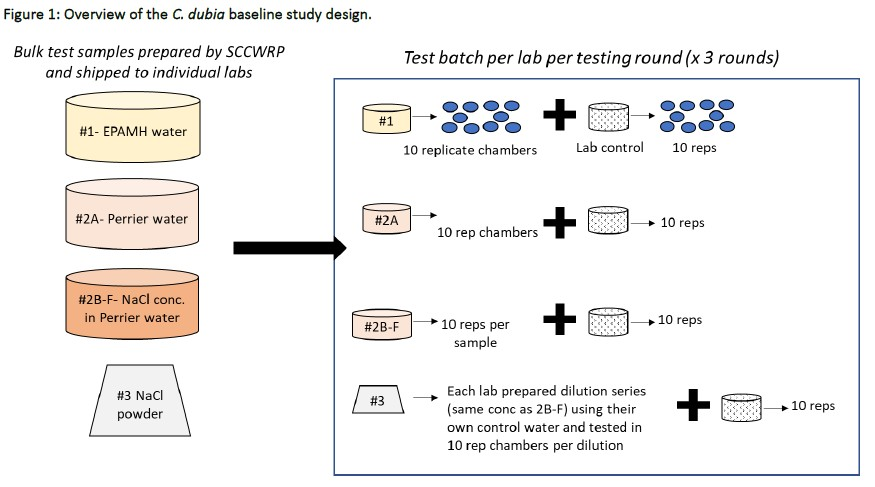 Figure 1: Overview of the C. dubia baseline study design.
Bulk test samples prepared by SCCWRP
and shipped to individual labs
Test batch per lab per testing round (x 3 rounds)
#1- EPAMH water
#1
10 replicate chambers
Lab control
10 reps
#2A- Perrier water
#2A
10 rep chambers
10 reps
#2B-F- NaCl conc.
in Perrier water
#2B-F
10 reps per
sample
10 reps
#3 NaCl
powder
#3
Each lab prepared dilution series
(same conc as 2B-F) using their
own control water and tested in
10 rep chambers per dilution
10 reps